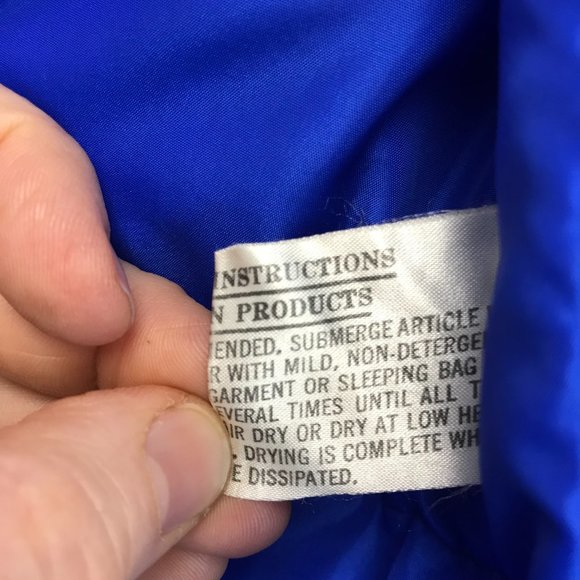 INSTRUCTIONS
N PRODUCTS
ENDED, SUBMERGE ARTICLE
R WITH MILD, NON-DETERGE
GARMENT OR SLEEPING BAG
EVERAL TIMES UNTIL ALL T
IR DRY OR DRY AT LOW HE
. DRYING IS COMPLETE WH
E DISSIPATED.